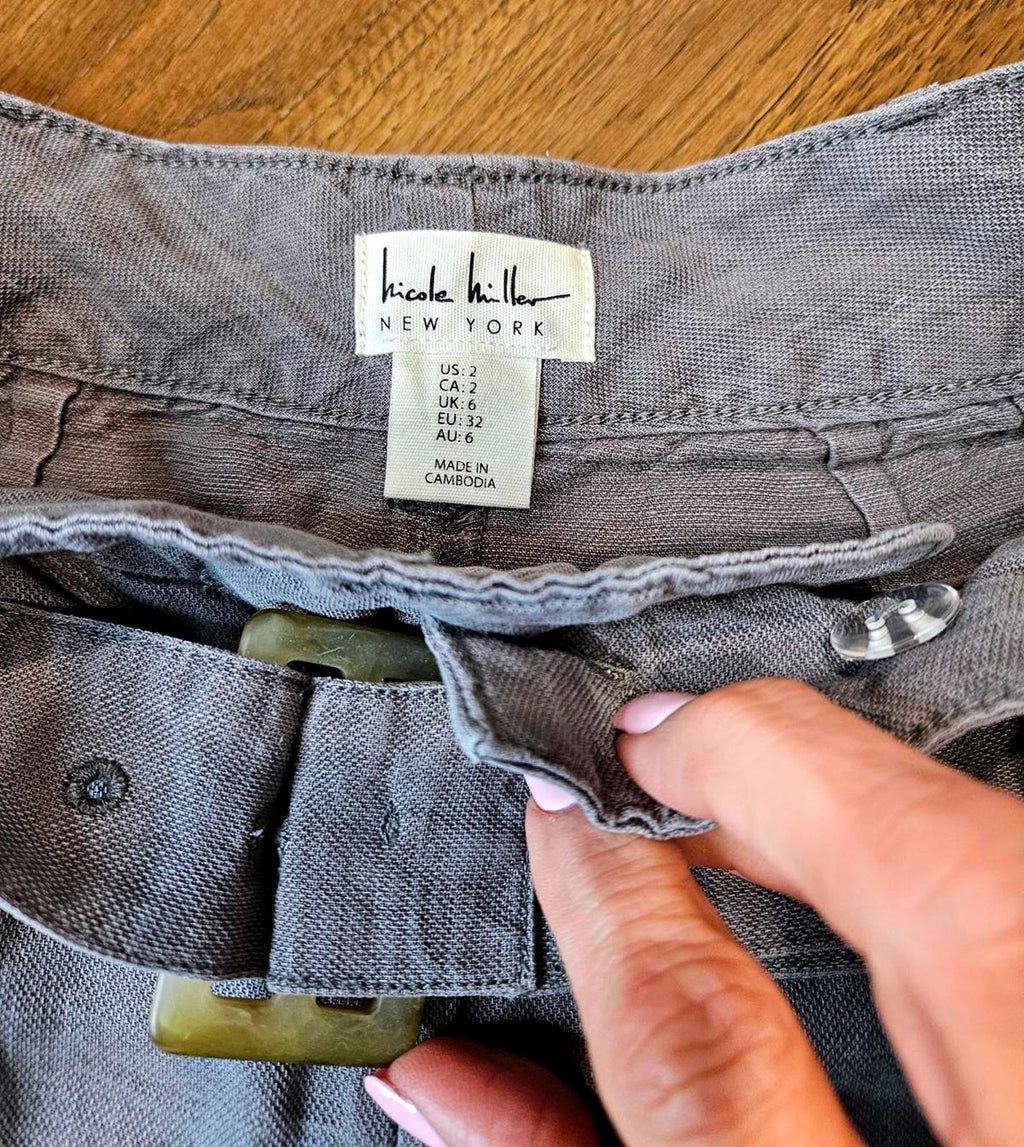 nicole miller
NEW YORK
US: 2
CA: 2
UK: 6
EU: 32
AU: 6
MADE IN
CAMBODIA